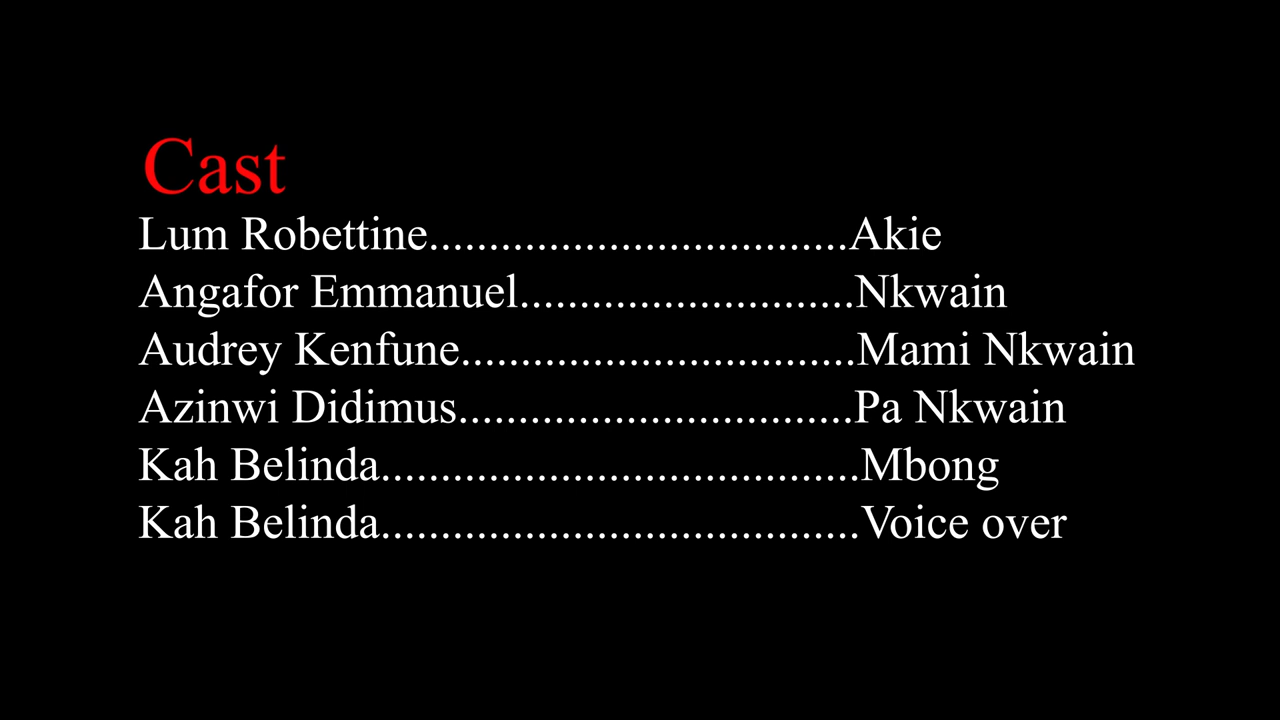 Cast
Lum Robettine...................................Akie
Angafor Emmanuel............................Nkwain
Audrey Kenfune.................................Mami Nkwain
Azinwi Didimus.................................Pa Nkwain
Kah Belinda........................................Mbong
Kah Belinda........................................Voice over